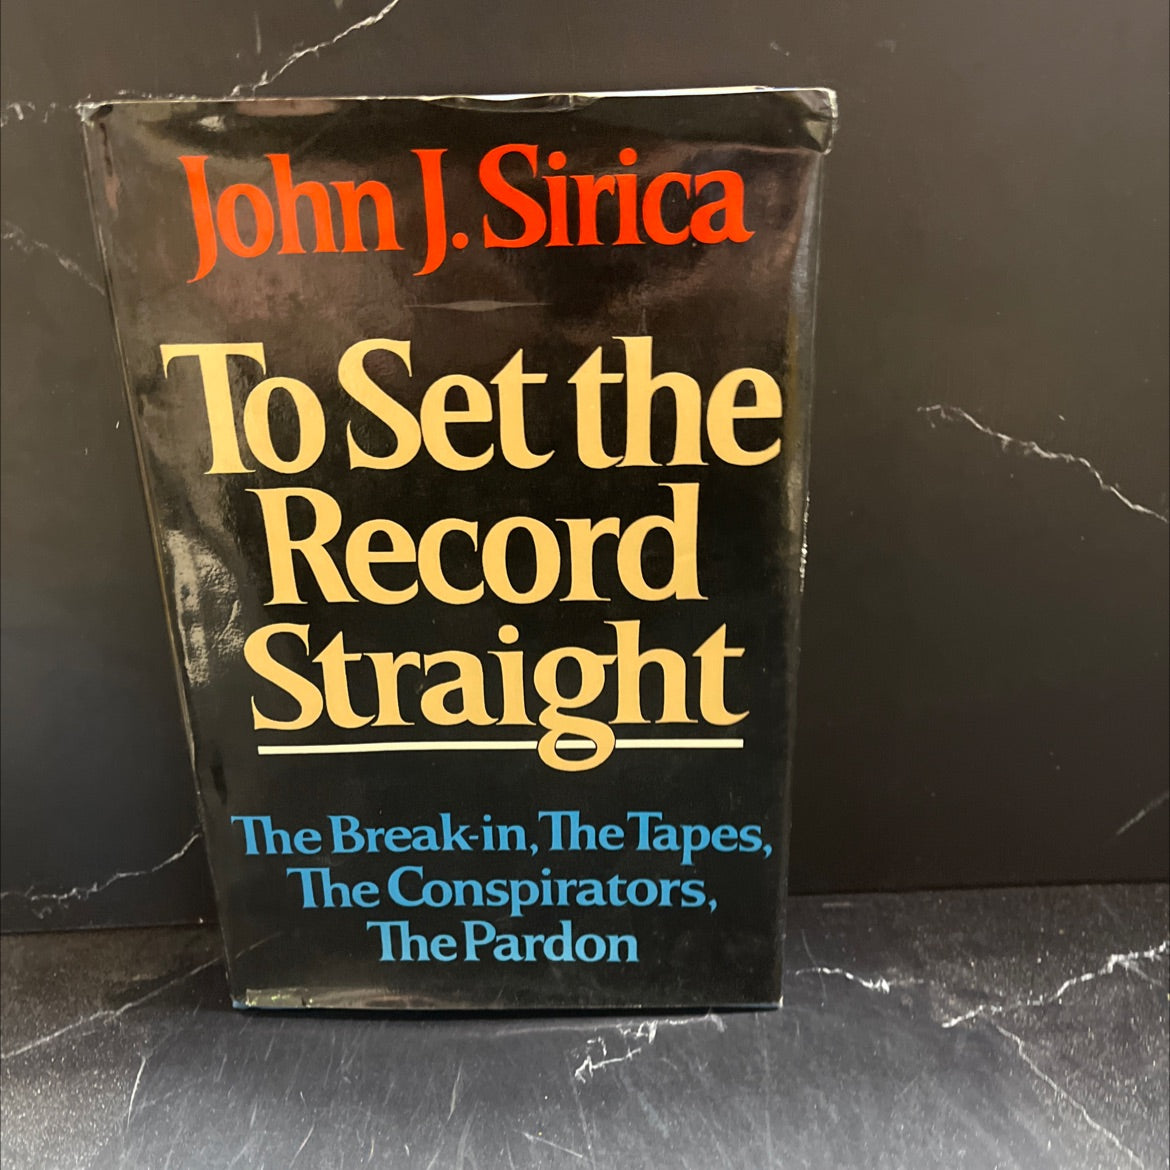 John J. Sirica
To Set the
Record
Straight
The Break-in, The Tapes,
The Conspirators,
The Pardon